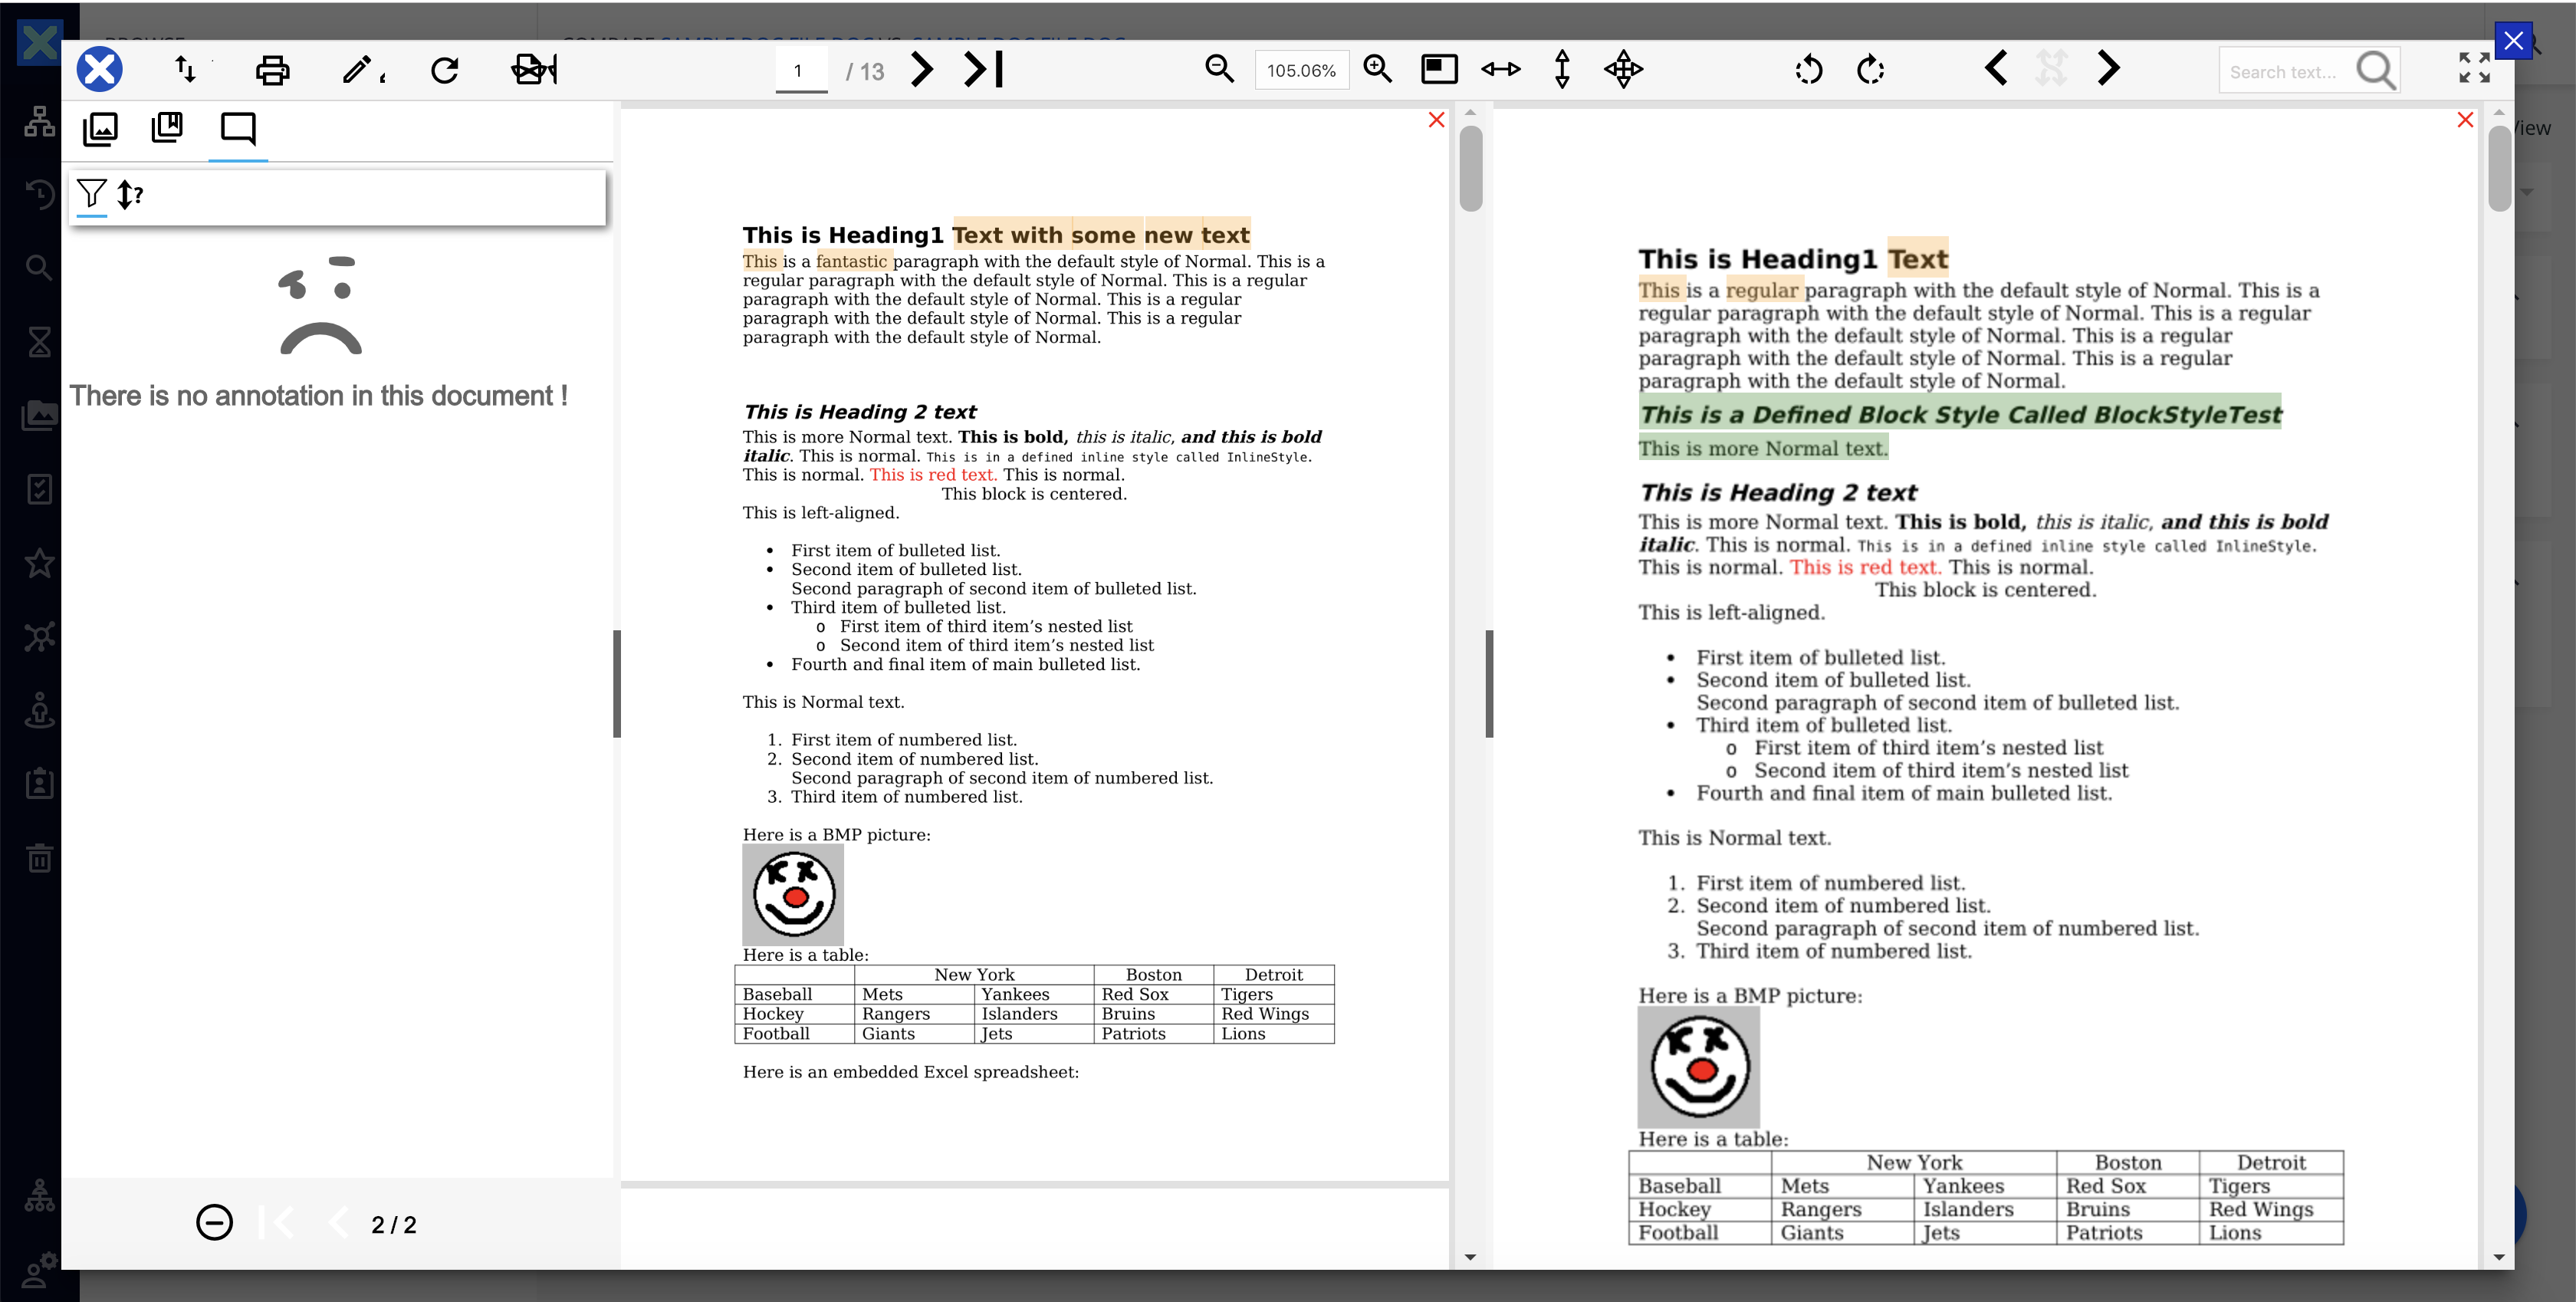 BROWSE
COMPARE SAMPLE DOC FILE.DOC VS. SAMPLE DOC FILE.DOC
1 / 13
105.06%
Search text...
View
There is no annotation in this document !
2 / 2
This is Heading1 Text with some new text
This is a fantastic paragraph with the default style of Normal. This is a
regular paragraph with the default style of Normal. This is a regular
paragraph with the default style of Normal. This is a regular
paragraph with the default style of Normal. This is a regular
paragraph with the default style of Normal.
This is Heading 2 text
This is more Normal text. This is bold, this is italic, and this is bold
italic. This is normal. This is in a defined inline style called InlineStyle.
This is normal. This is red text. This is normal.
This block is centered.
This is left-aligned.
• First item of bulleted list.
• Second item of bulleted list.
Second paragraph of second item of bulleted list.
• Third item of bulleted list.
o First item of third item’s nested list
o Second item of third item’s nested list
• Fourth and final item of main bulleted list.
This is Normal text.
1. First item of numbered list.
2. Second item of numbered list.
Second paragraph of second item of numbered list.
3. Third item of numbered list.
Here is a BMP picture:
Here is a table:
New York Boston Detroit
Baseball Mets Yankees Red Sox Tigers
Hockey Rangers Islanders Bruins Red Wings
Football Giants Jets Patriots Lions
Here is an embedded Excel spreadsheet:
This is Heading1 Text
This is a regular paragraph with the default style of Normal. This is a
regular paragraph with the default style of Normal. This is a regular
paragraph with the default style of Normal. This is a regular
paragraph with the default style of Normal. This is a regular
paragraph with the default style of Normal.
This is a Defined Block Style Called BlockStyleTest
This is more Normal text.
This is Heading 2 text
This is more Normal text. This is bold, this is italic, and this is bold
italic. This is normal. This is in a defined inline style called InlineStyle.
This is normal. This is red text. This is normal.
This block is centered.
This is left-aligned.
• First item of bulleted list.
• Second item of bulleted list.
Second paragraph of second item of bulleted list.
• Third item of bulleted list.
o First item of third item’s nested list
o Second item of third item’s nested list
• Fourth and final item of main bulleted list.
This is Normal text.
1. First item of numbered list.
2. Second item of numbered list.
Second paragraph of second item of numbered list.
3. Third item of numbered list.
Here is a BMP picture:
Here is a table:
New York Boston Detroit
Baseball Mets Yankees Red Sox Tigers
Hockey Rangers Islanders Bruins Red Wings
Football Giants Jets Patriots Lions